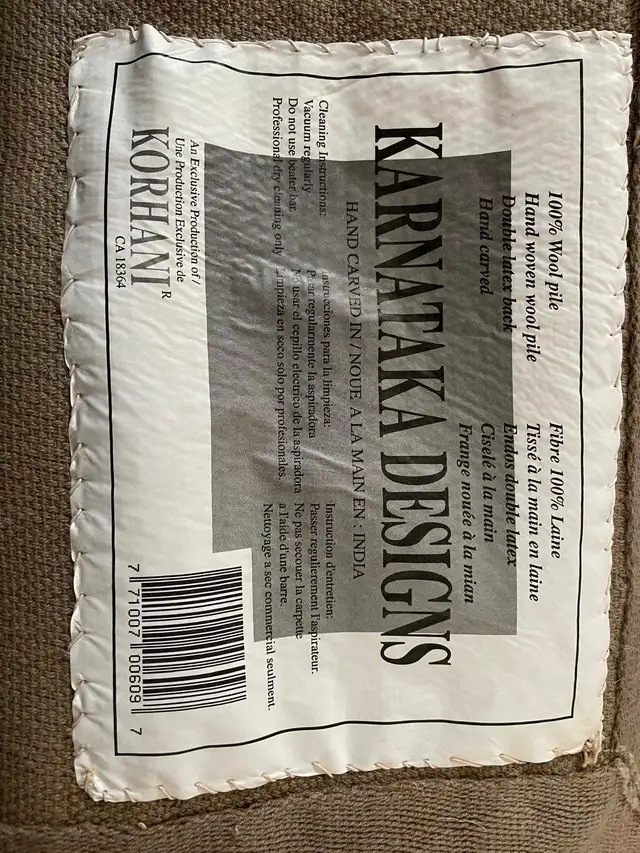 100% Wool pile
Hand woven wool pile
Double latex back
Hand carved
Fibre 100% Laine
Tissé à la main en laine
Endos double latex
Ciselé à la main
Frange nouée à la mian
KARNATAKA DESIGNS
HAND CARVED IN / NOUE A LA MAIN EN : INDIA
Cleaning Instructions:
Vacuum regularly
Do not use beater bar.
Professional dry cleaning only
Instrucciones para la limpieza:
Pasar regularmente la aspiradora
No usar el cepillo electrico de la aspiradora
Limpieza en seco solo por profesionales.
Instruction d'entretien:
Passer regulierement l'aspirateur.
Ne pas secouer la carpette
a l'aide d'une barre.
Nettoyage a sec commercial seulment.
An Exclusive Production of /
Une Production Exclusive de
KORHANI R
CA 18364
7 71007 00609 7